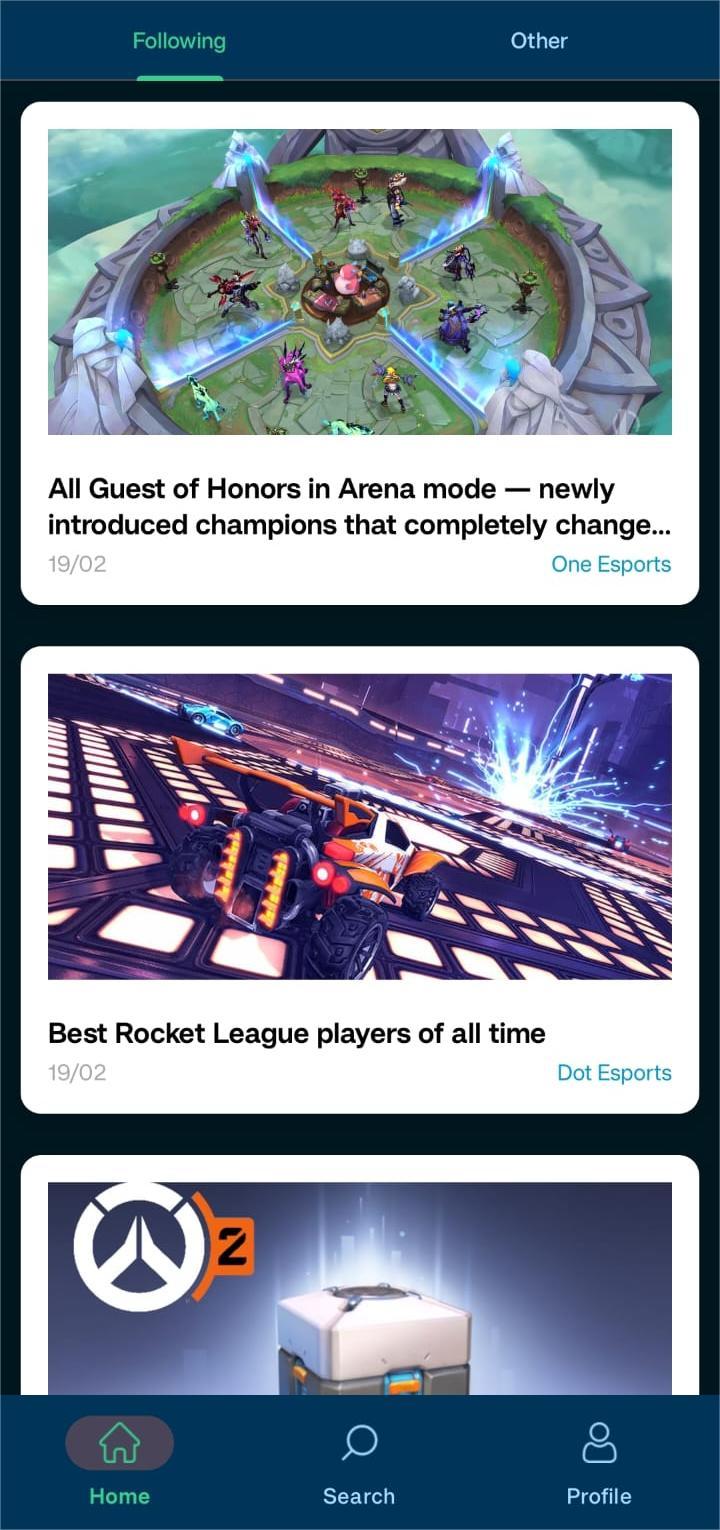 Following
Other
All Guest of Honors in Arena mode — newly
introduced champions that completely change...
19/02
One Esports
Best Rocket League players of all time
19/02
Dot Esports
2
Home
Search
Profile